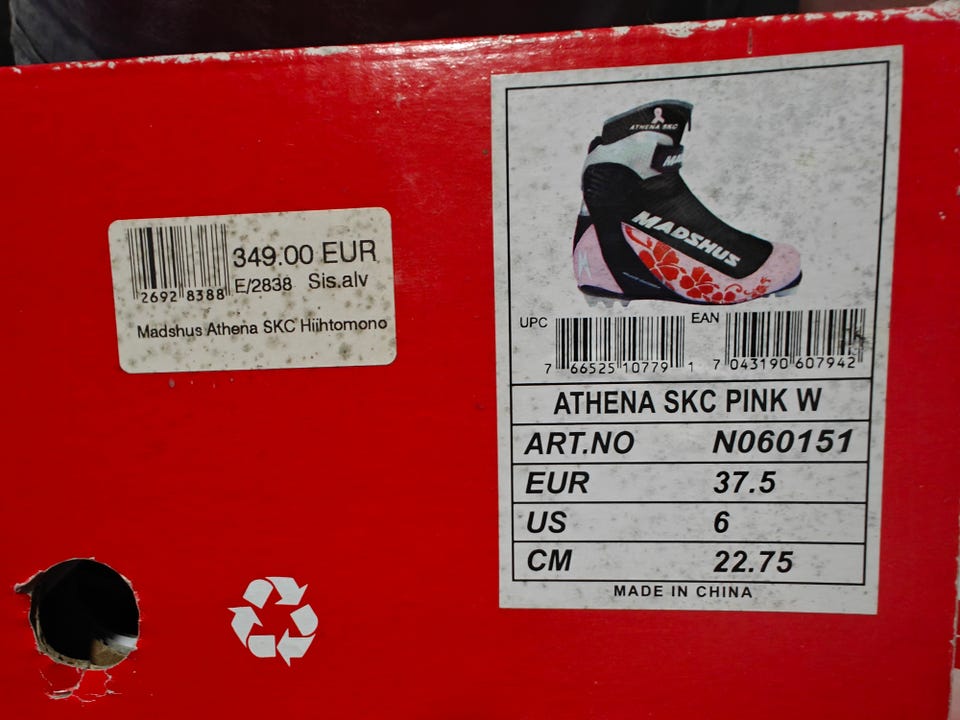 349.00 EUR
2692 8388 E/2838 Sis.alv
Madshus Athena SKC Hiihtomono
ATHENA SKC
MADSHUS
UPC EAN
7 66525 10779 1 7 043190 607942
ATHENA SKC PINK W
ART.NO N060151
EUR 37.5
US 6
CM 22.75
MADE IN CHINA